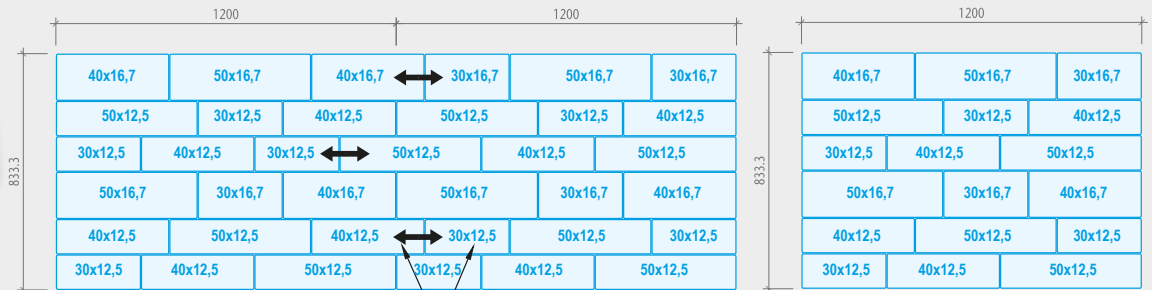 1200 1200 1200
40x16,7 50x16,7 40x16,7 30x16,7 50x16,7 30x16,7 40x16,7 50x16,7 30x16,7
50x12,5 30x12,5 40x12,5 50x12,5 30x12,5 40x12,5 50x12,5 30x12,5 40x12,5
30x12,5 40x12,5 30x12,5 50x12,5 40x12,5 50x12,5 30x12,5 40x12,5 50x12,5
833.3 833.3
50x16,7 30x16,7 40x16,7 50x16,7 30x16,7 40x16,7 50x16,7 30x16,7 40x16,7
40x12,5 50x12,5 40x12,5 30x12,5 50x12,5 30x12,5 40x12,5 50x12,5 30x12,5
30x12,5 40x12,5 50x12,5 30x12,5 40x12,5 50x12,5 30x12,5 40x12,5 50x12,5